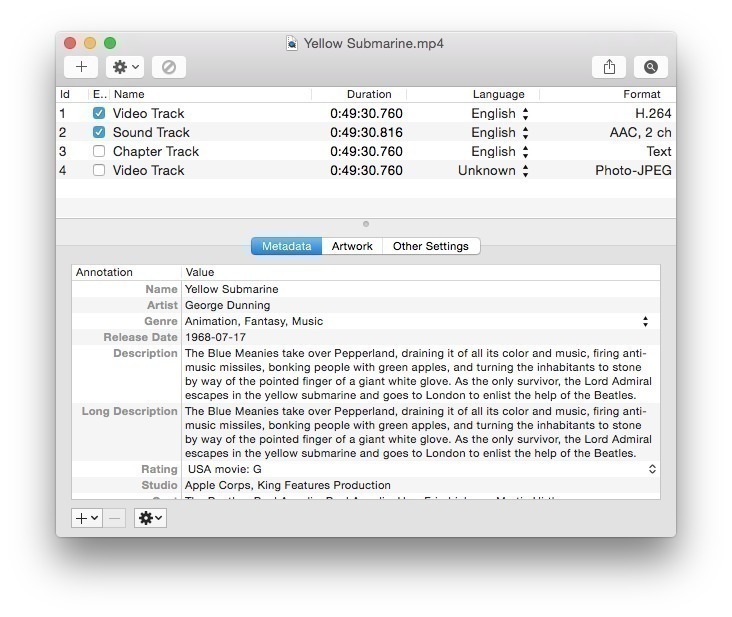 Yellow Submarine.mp4
Id E.. Name Duration Language Format
1 Video Track 0:49:30.760 English H.264
2 Sound Track 0:49:30.816 English AAC, 2 ch
3 Chapter Track 0:49:30.760 English Text
4 Video Track 0:49:30.760 Unknown Photo-JPEG
Metadata Artwork Other Settings
Annotation Value
Name Yellow Submarine
Artist George Dunning
Genre Animation, Fantasy, Music
Release Date 1968-07-17
Description The Blue Meanies take over Pepperland, draining it of all its color and music, firing anti-
music missiles, bonking people with green apples, and turning the inhabitants to stone
by way of the pointed finger of a giant white glove. As the only survivor, the Lord Admiral
escapes in the yellow submarine and goes to London to enlist the help of the Beatles.
Long Description The Blue Meanies take over Pepperland, draining it of all its color and music, firing anti-
music missiles, bonking people with green apples, and turning the inhabitants to stone
by way of the pointed finger of a giant white glove. As the only survivor, the Lord Admiral
escapes in the yellow submarine and goes to London to enlist the help of the Beatles.
Rating USA movie: G
Studio Apple Corps, King Features Production